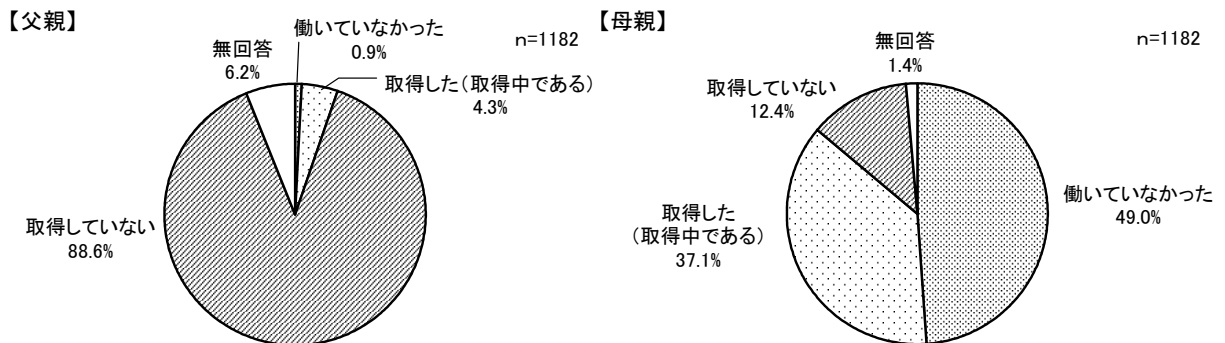 【父親】
n=1182
働いていなかった
0.9%
取得した(取得中である)
4.3%
取得していない
88.6%
無回答
6.2%
【母親】
n=1182
働いていなかった
49.0%
取得した
(取得中である)
37.1%
取得していない
12.4%
無回答
1.4%